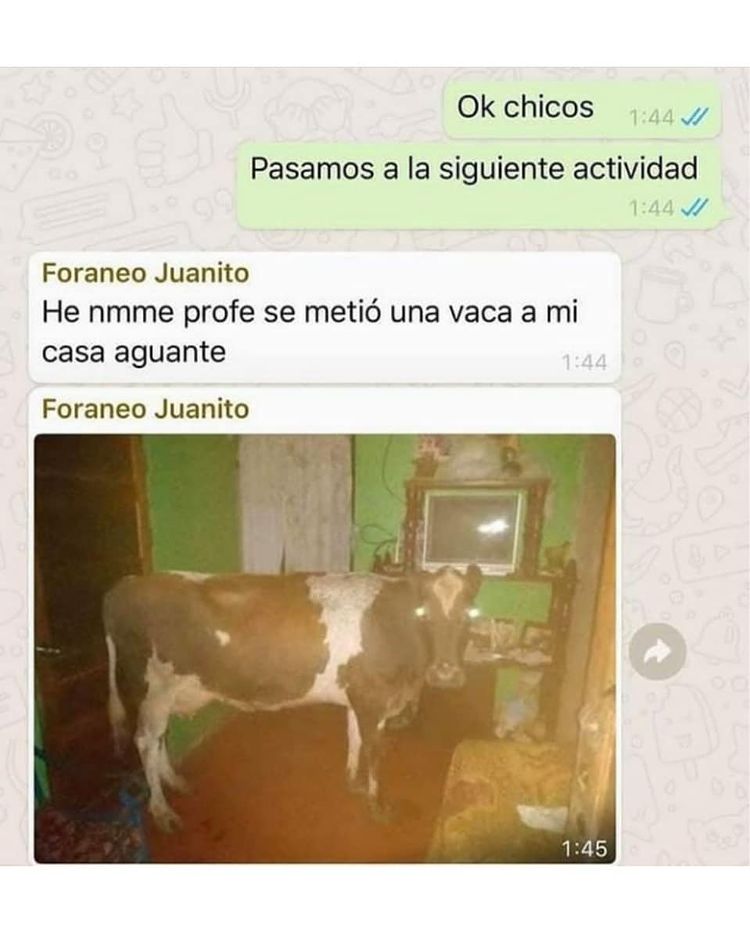 Ok chicos
1:44
Pasamos a la siguiente actividad
1:44
Foraneo Juanito
He nmme profe se metió una vaca a mi
casa aguante
1:44
Foraneo Juanito
1:45